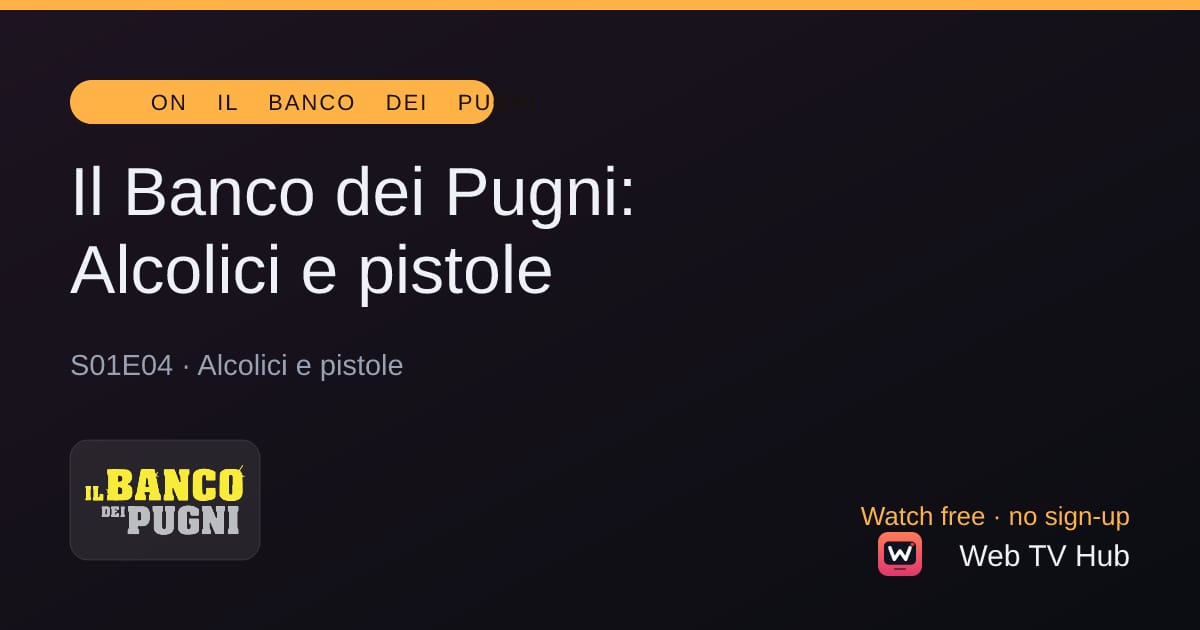 ON IL BANCO DEI PUGNI
Il Banco dei Pugni:
Alcolici e pistole
S01E04 · Alcolici e pistole
IL BANCO
DEI PUGNI
Watch free · no sign-up
Web TV Hub